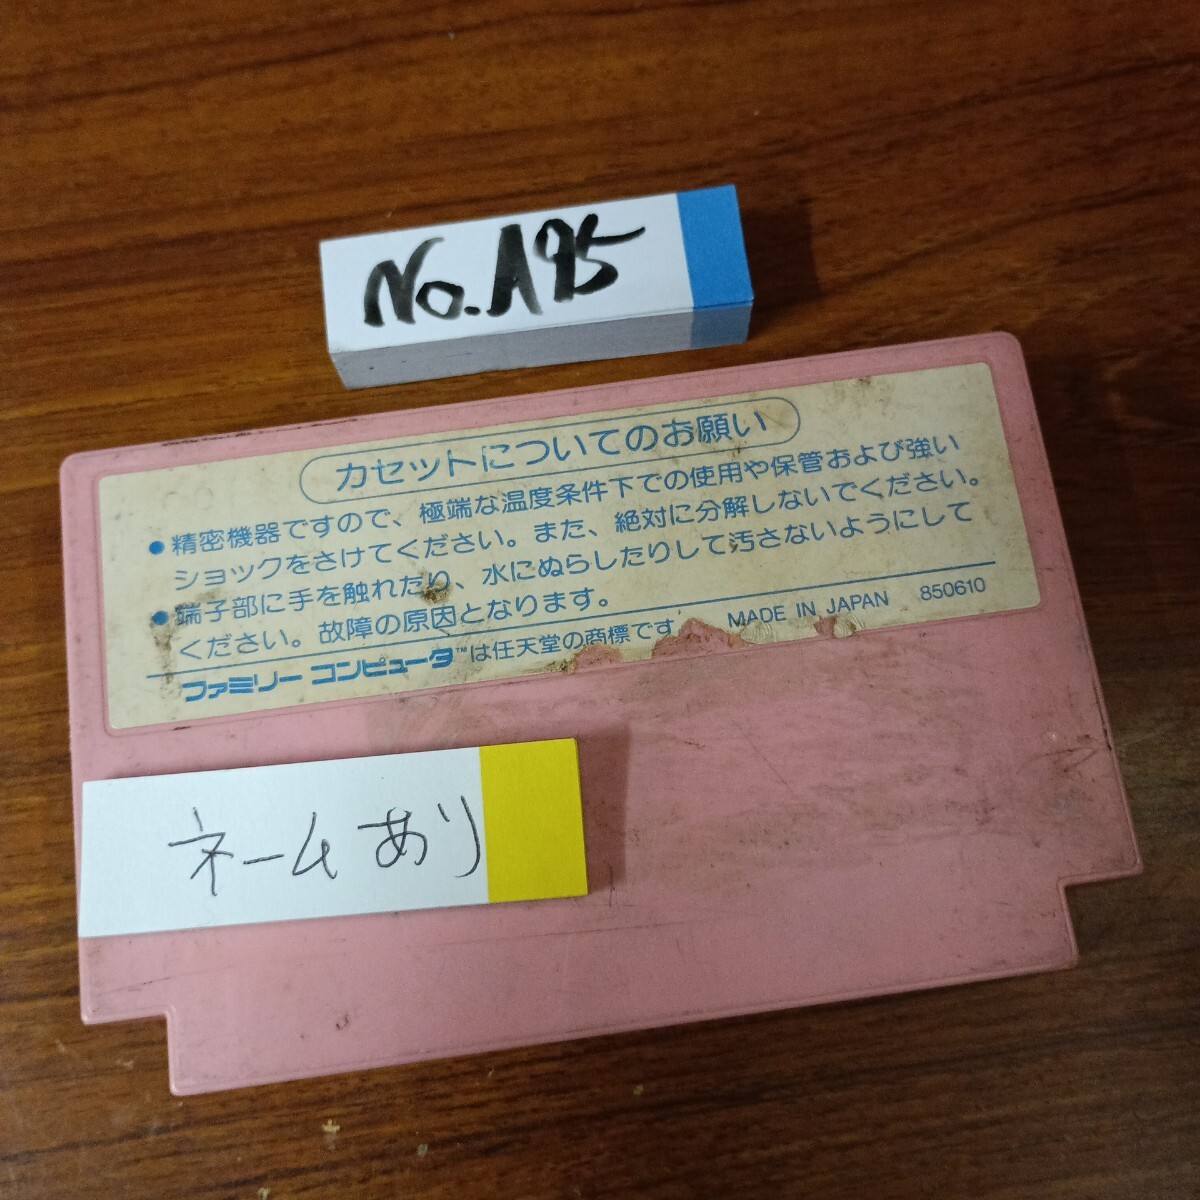 No.A95
カセットについてのお願い
●精密機器ですので、極端な温度条件下での使用や保管および強い
ショックをさけてください。また、絶対に分解しないでください。
●端子部に手を触れたり、水にぬらしたりして汚さないようにして
ください。故障の原因となります。
ファミリーコンピュータ™は任天堂の商標です MADE IN JAPAN 850610
ネームあり